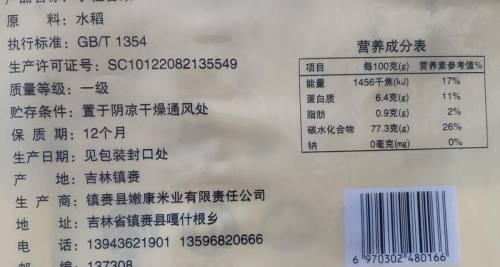 原 料：水稻
执行标准：GB/T 1354
生产许可证号：SC10122082135549
质量等级：一级
贮存条件：置于阴凉干燥通风处
保 质 期：12个月
生产日期：见包装封口处
产 地：吉林镇赉
生 产 商：镇赉县嫩康米业有限责任公司
地 址：吉林省镇赉县嘎什根乡
电 话：13943621901 13596820666
邮 编：137308
营养成分表
项目 每100克(g) 营养素参考值%
能量 1456千焦(kJ) 17%
蛋白质 6.4克(g) 11%
脂肪 0.9克(g) 2%
碳水化合物 77.3克(g) 26%
钠 0毫克(mg) 0%
6 970302 480166